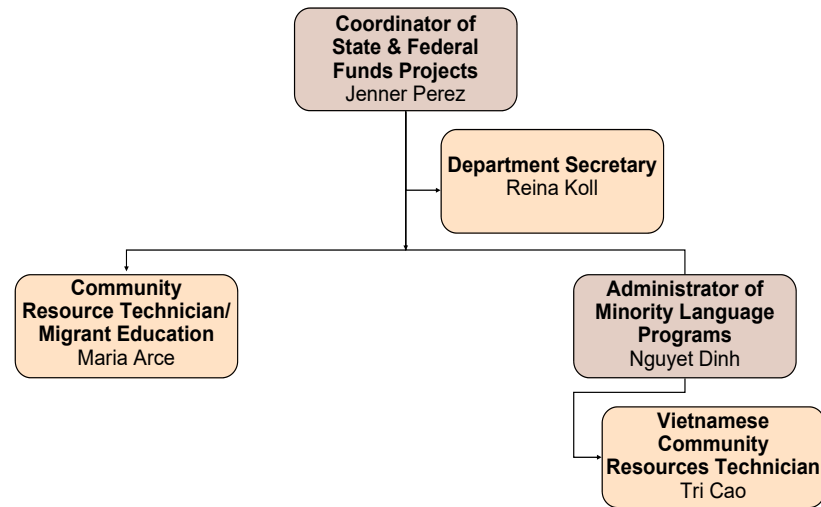 Coordinator of
State & Federal
Funds Projects
Jenner Perez
Department Secretary
Reina Koll
Community
Resource Technician/
Migrant Education
Maria Arce
Administrator of
Minority Language
Programs
Nguyet Dinh
Vietnamese
Community
Resources Technician
Tri Cao